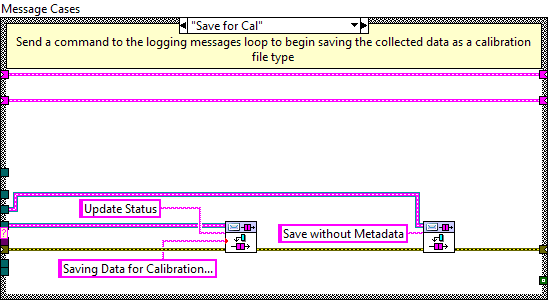 Message Cases
"Save for Cal"
Send a command to the logging messages loop to begin saving the collected data as a calibration
file type
Update Status
?
Save without Metadata
Saving Data for Calibration...